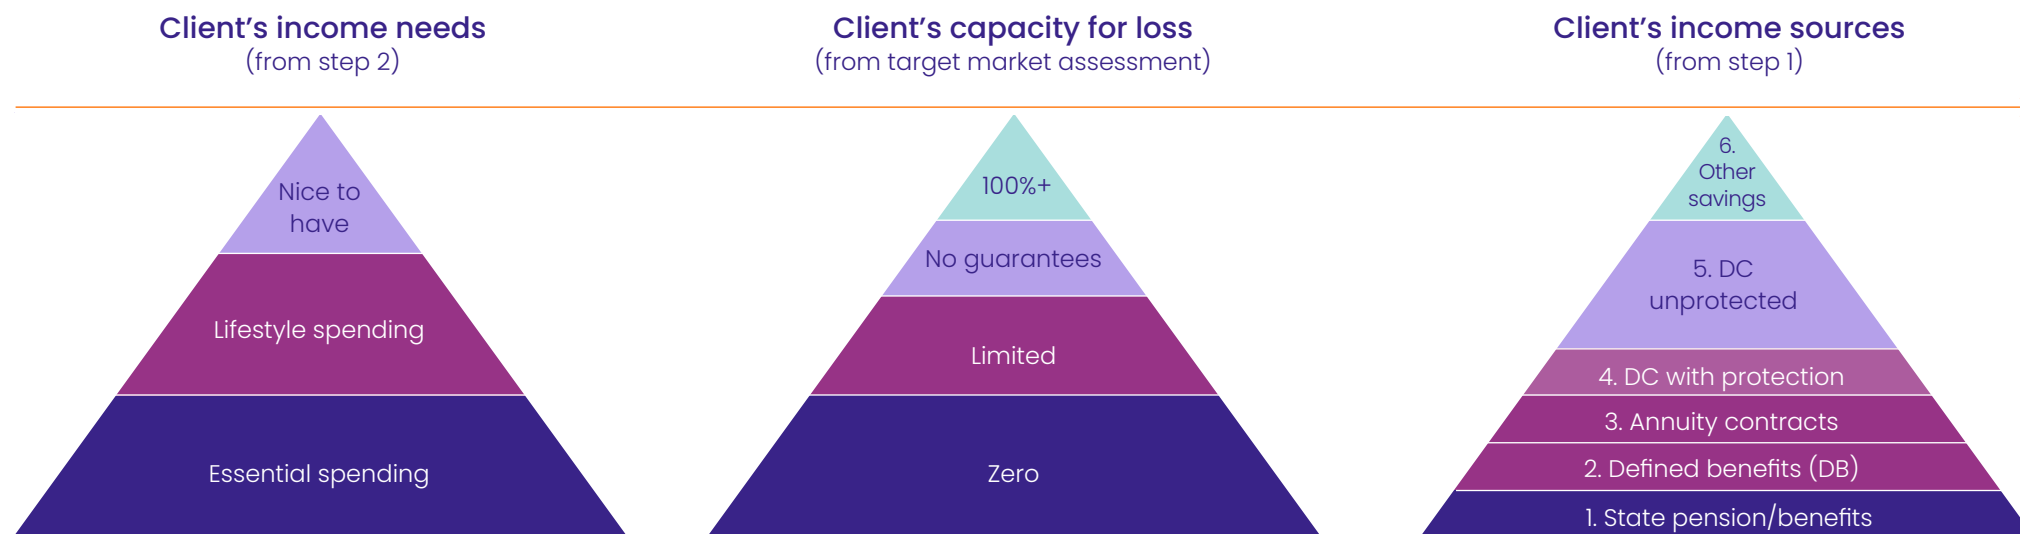 Client’s income needs
(from step 2)
Nice to
have
Lifestyle spending
Essential spending
Client’s capacity for loss
(from target market assessment)
100%+
No guarantees
Limited
Zero
Client’s income sources
(from step 1)
6.
Other
savings
5. DC
unprotected
4. DC with protection
3. Annuity contracts
2. Defined benefits (DB)
1. State pension/benefits